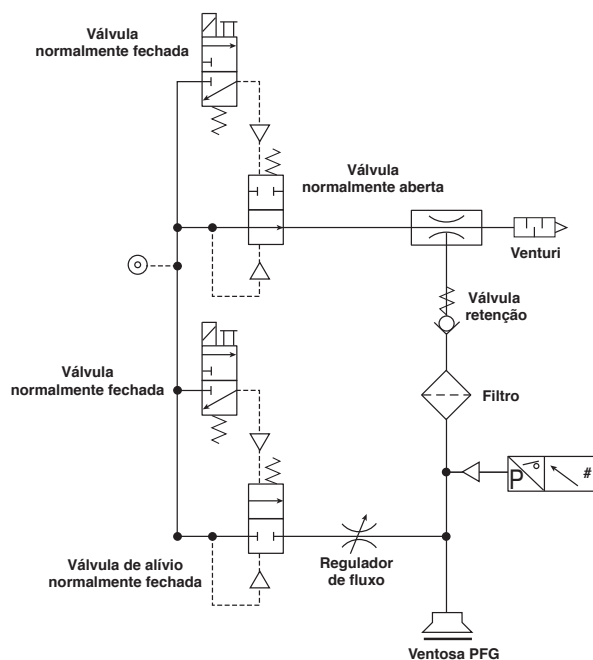 Válvula
normalmente fechada
Válvula
normalmente aberta
Venturi
Válvula
retenção
Válvula
normalmente fechada
Filtro
P
#
Válvula de alívio
normalmente fechada
Regulador
de fluxo
Ventosa PFG